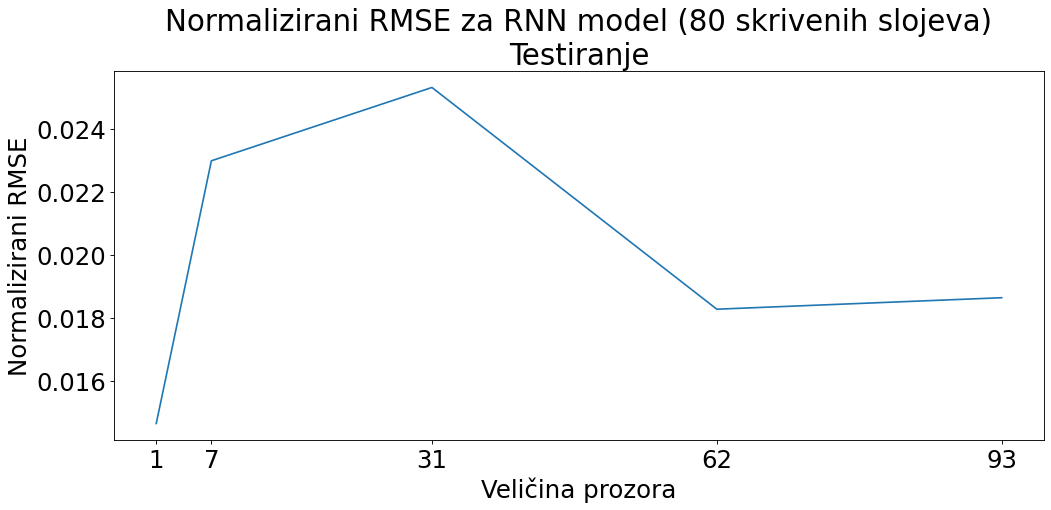 Normalizirani RMSE za RNN model (80 skrivenih slojeva)
Testiranje
Normalizirani RMSE
0.024
0.022
0.020
0.018
0.016
1 7 31 62 93
Veličina prozora